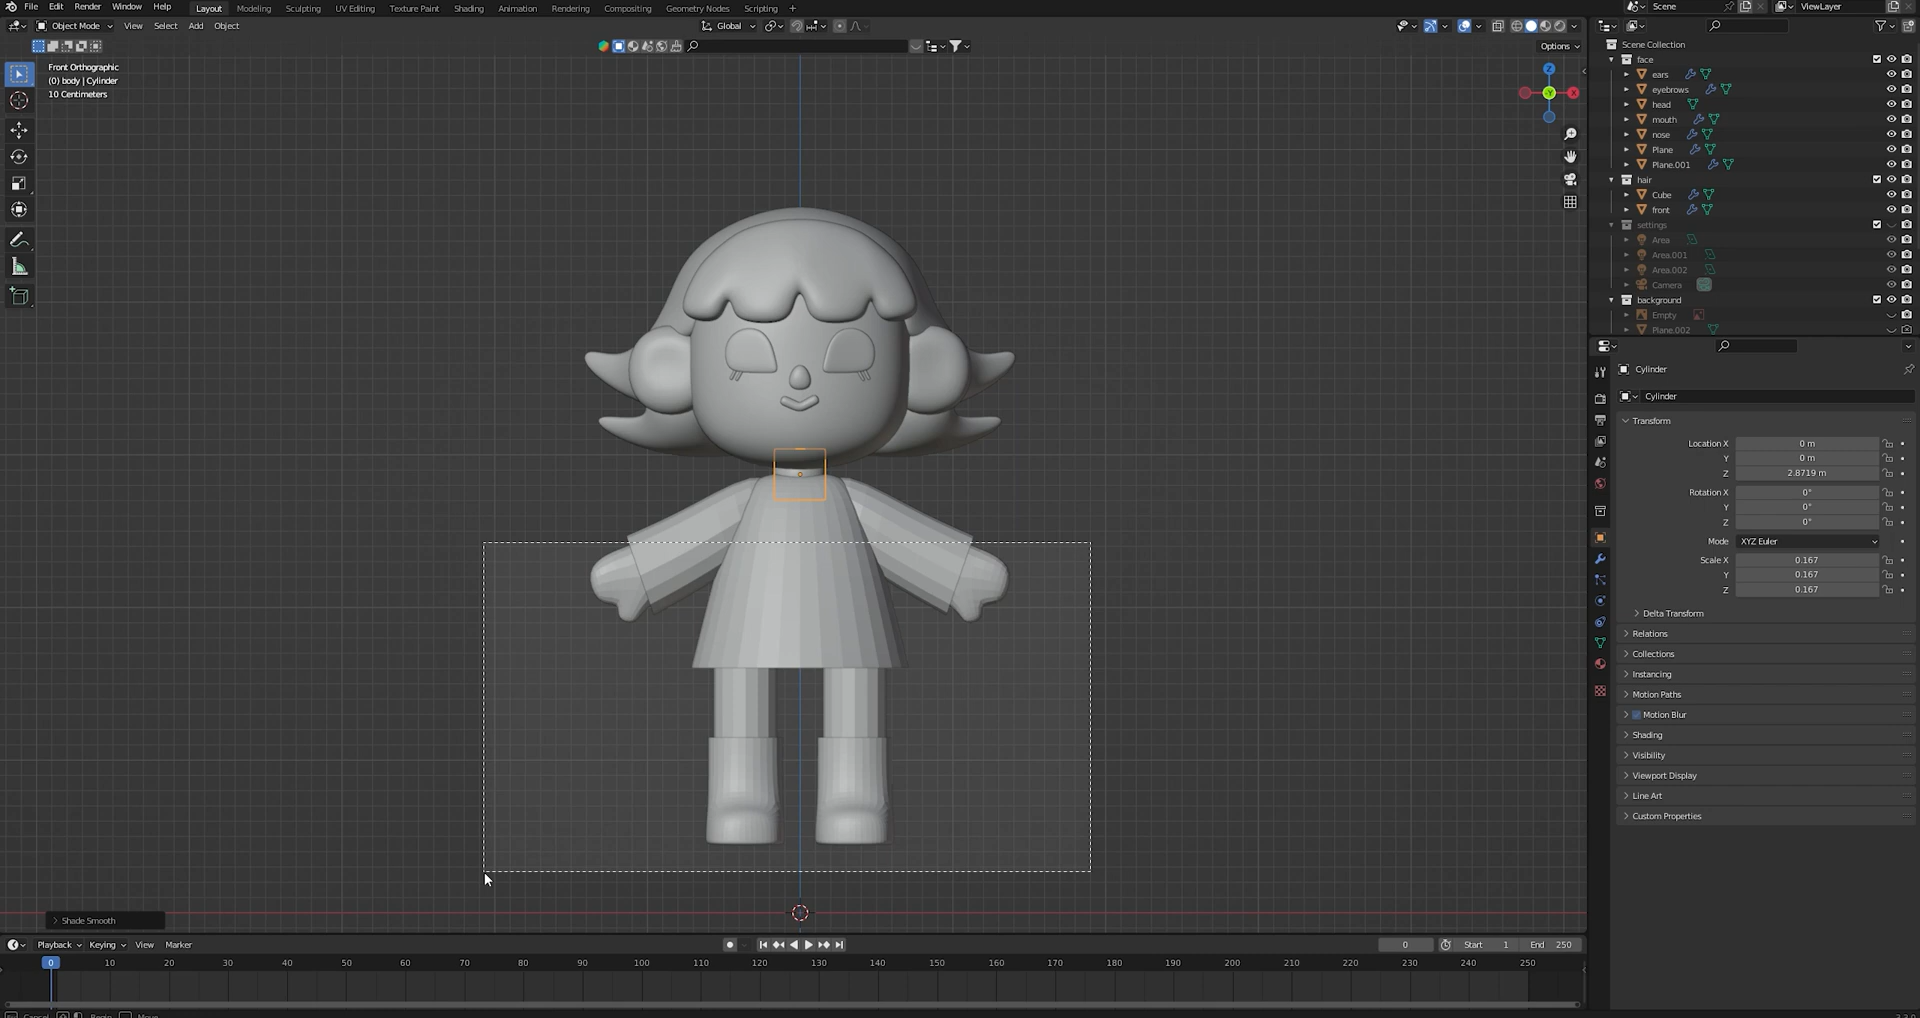 File Edit Render Window Help Layout Modeling Sculpting UV Editing Texture Paint Shading Animation Rendering Compositing Geometry Nodes Scripting + Scene ViewLayer
Object Mode View Select Add Object Global
Options
Front Orthographic
(0) body | Cylinder
10 Centimeters
Z
Y
X
Shade Smooth
Scene Collection
face
ears
eyebrows
head
mouth
nose
Plane
Plane.001
hair
Cube
front
settings
Area
Area.001
Area.002
Camera
background
Empty
Plane.002
Cylinder
Cylinder
Transform
Location X 0 m
Y 0 m
Z 2.8719 m
Rotation X 0°
Y 0°
Z 0°
Mode XYZ Euler
Scale X 0.167
Y 0.167
Z 0.167
Delta Transform
Relations
Collections
Instancing
Motion Paths
Motion Blur
Shading
Visibility
Viewport Display
Line Art
Custom Properties
Playback Keying View Marker 0 Start 1 End 250
0 10 20 30 40 50 60 70 80 90 100 110 120 130 140 150 160 170 180 190 200 210 220 230 240 250